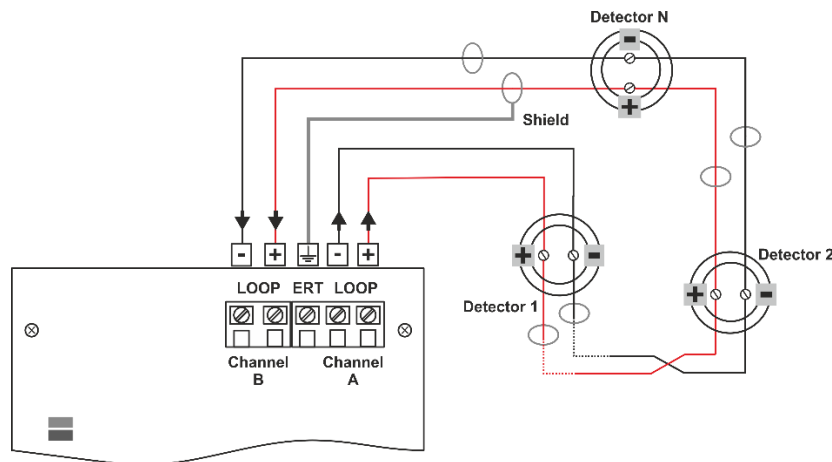 Detector N
-
+
Shield
- + - +
+ -
Detector 1
Detector 2
+ -
LOOP ERT LOOP
Channel B
Channel A